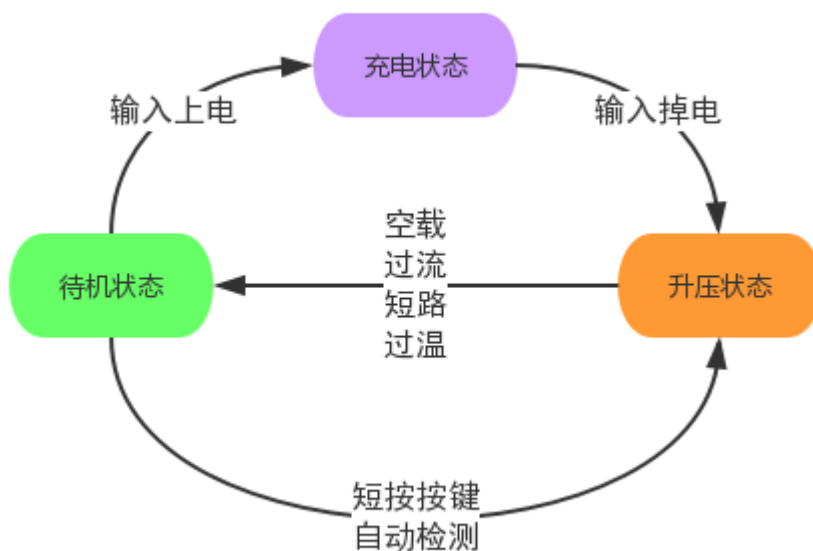 充电状态
输入上电
输入掉电
空载
过流
短路
过温
待机状态
升压状态
短按按键
自动检测